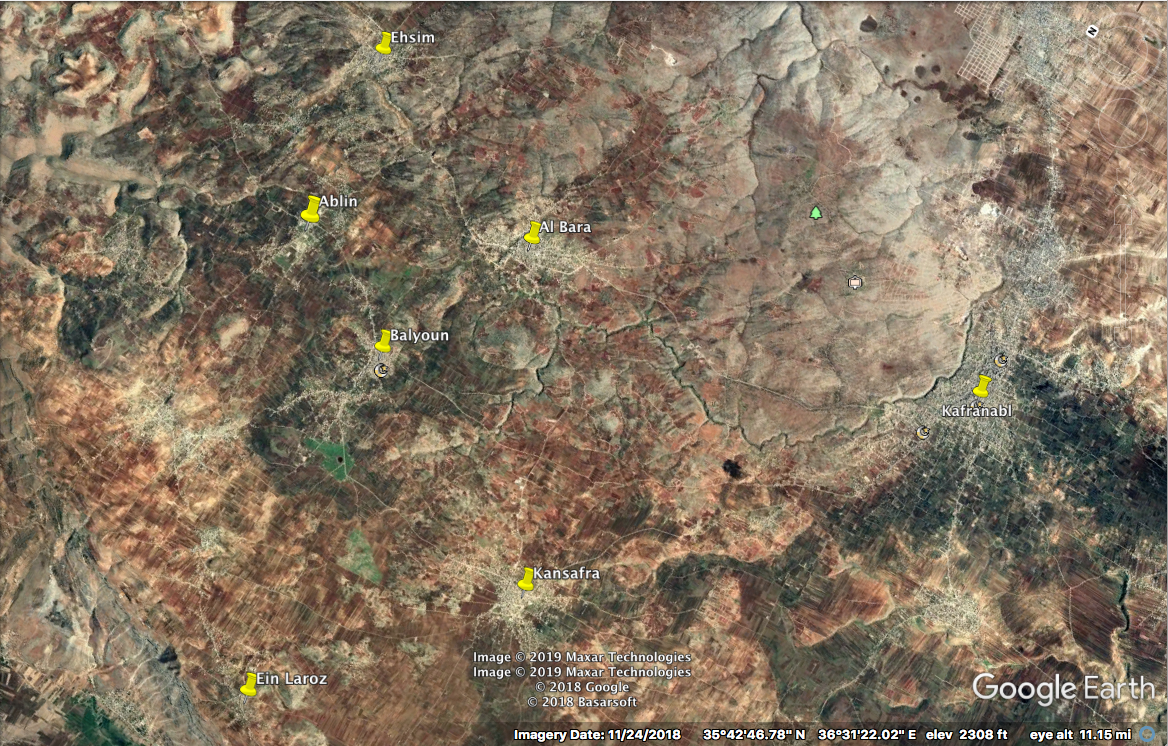 Ehsim
N
Ablin
Al Bara
Balyoun
Kafranabl
Kansafra
Ein Laroz
Image © 2019 Maxar Technologies
Image © 2019 Maxar Technologies
© 2018 Google
© 2018 Basarsoft
Google Earth
Imagery Date: 11/24/2018 35°42'46.78" N 36°31'22.02" E elev 2308 ft eye alt 11.15 mi